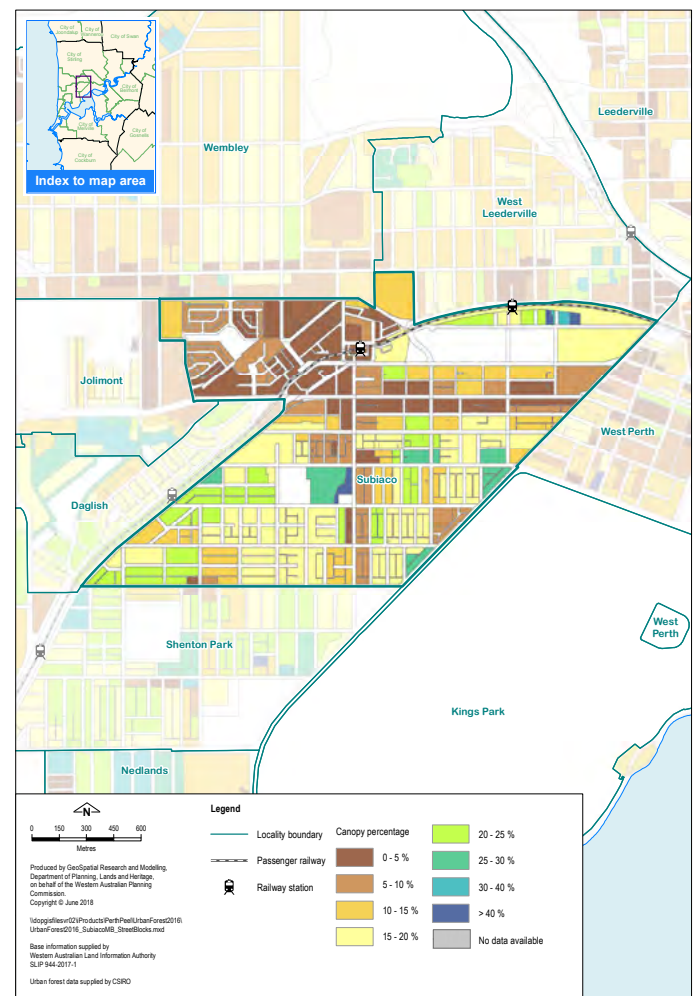 City of
Joondalup
City of
Wanneroo
City of Swan
City of
Stirling
City of
Belmont
City of
Melville
City of
Gosnells
City of
Cockburn
Index to map area
Leederville
Wembley
West
Leederville
Jolimont
West Perth
Subiaco
Daglish
West
Perth
Shenton Park
Kings Park
Nedlands
N
0 150 300 450 600
Metres
Produced by GeoSpatial Research and Modelling,
Department of Planning, Lands and Heritage,
on behalf of the Western Australian Planning
Commission.
Copyright © June 2018
\\dopgisfilesvr02\Products\PerthPeel\UrbanForest2016\
UrbanForest2016_SubiacoMB_StreetBlocks.mxd
Base information supplied by
Western Australian Land Information Authority
SLIP 944-2017-1
Urban forest data supplied by CSIRO
Legend
Locality boundary
Passenger railway
Railway station
Canopy percentage
0 - 5 %
5 - 10 %
10 - 15 %
15 - 20 %
20 - 25 %
25 - 30 %
30 - 40 %
> 40 %
No data available